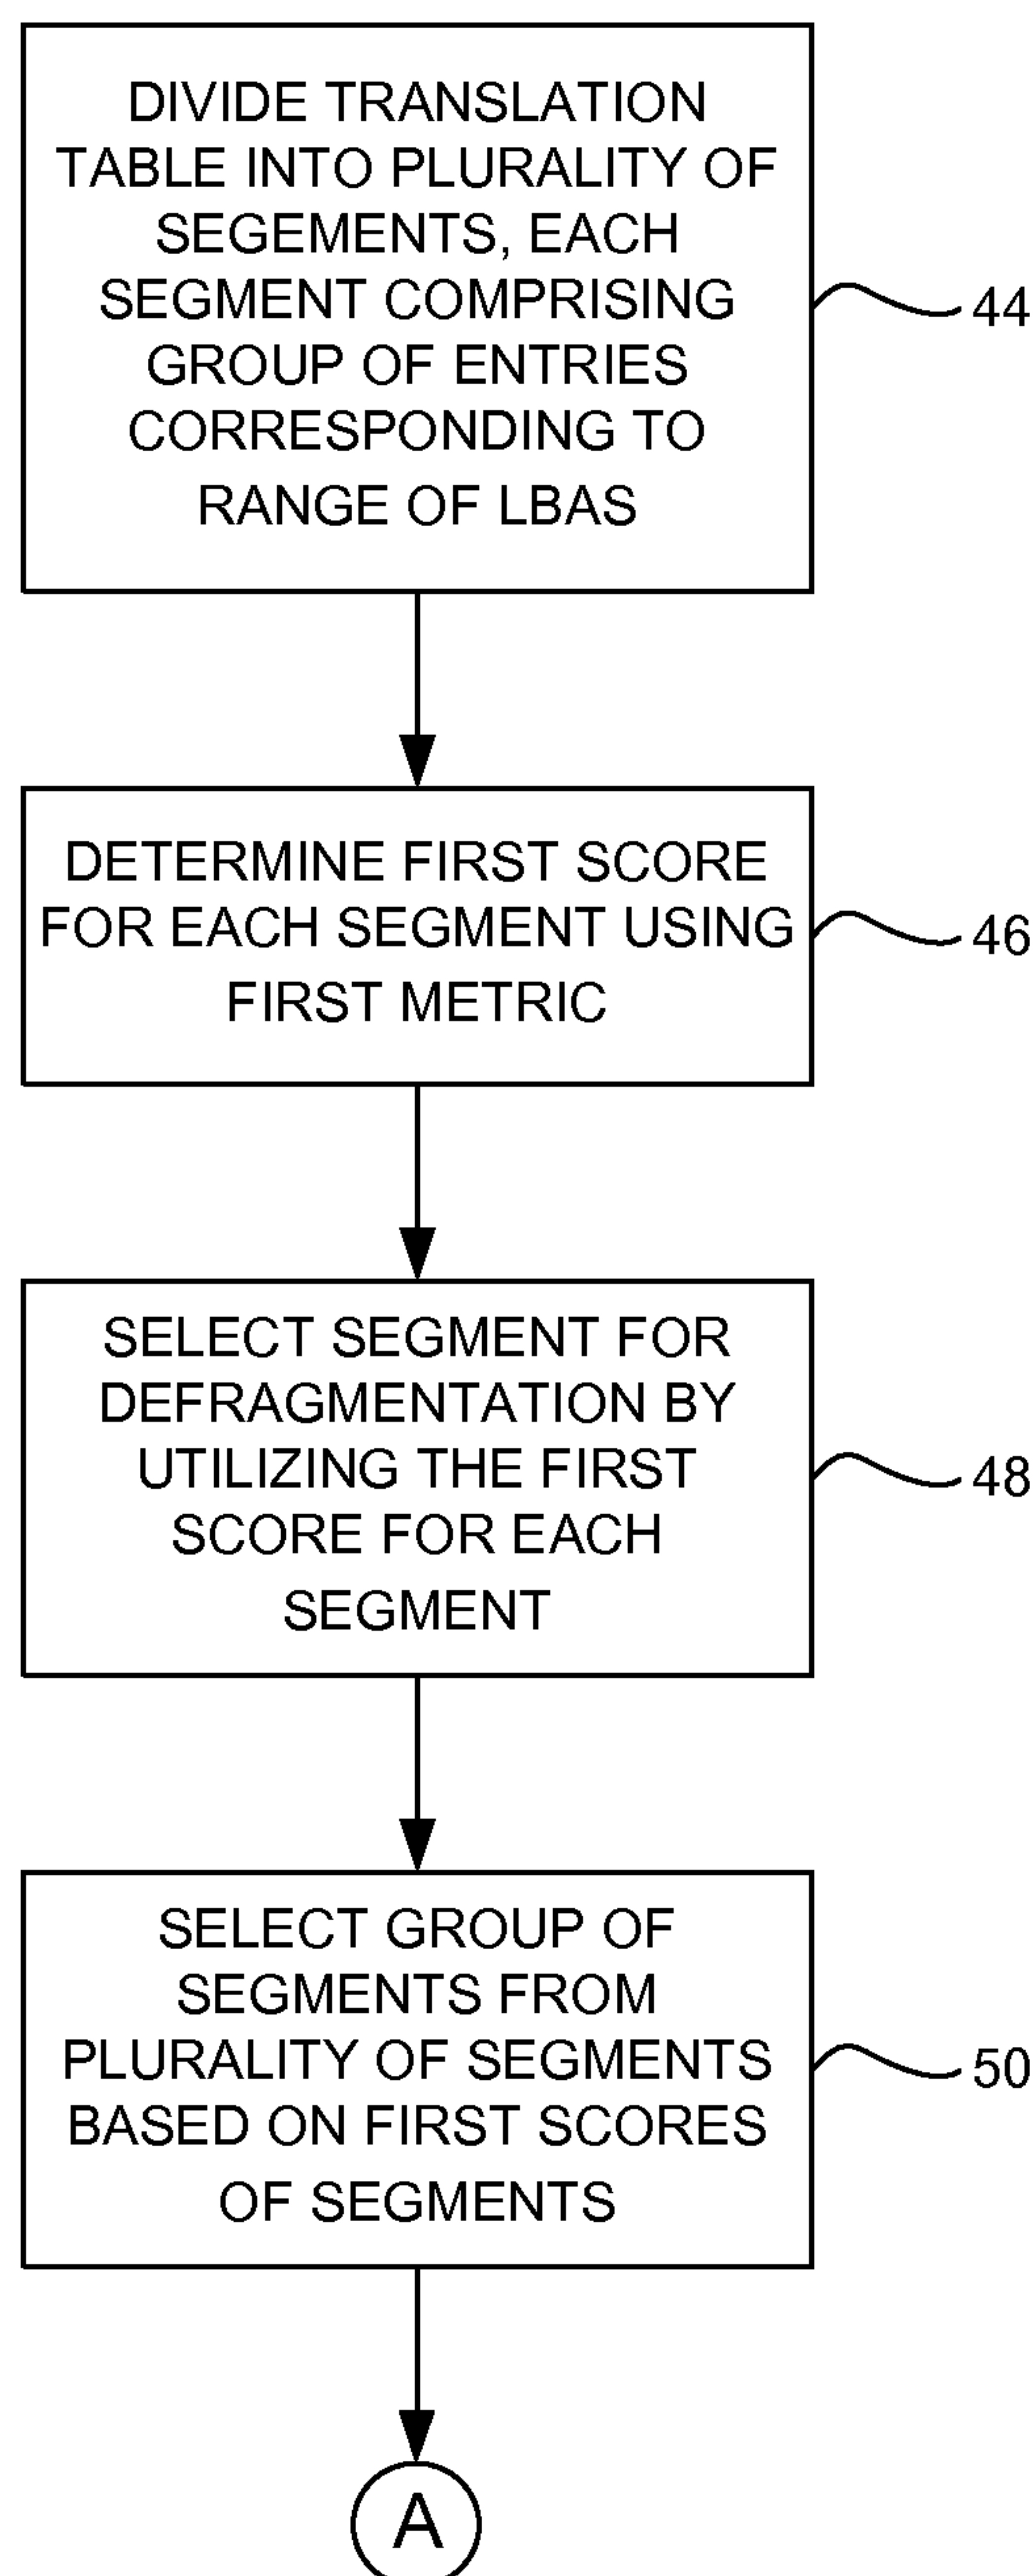 DIVIDE TRANSLATION
TABLE INTO PLURALITY OF
SEGEMENTS, EACH
SEGMENT COMPRISING
GROUP OF ENTRIES
CORRESPONDING TO
RANGE OF LBAS
44
DETERMINE FIRST SCORE
FOR EACH SEGMENT USING
FIRST METRIC
46
SELECT SEGMENT FOR
DEFRAGMENTATION BY
UTILIZING THE FIRST
SCORE FOR EACH
SEGMENT
48
SELECT GROUP OF
SEGMENTS FROM
PLURALITY OF SEGMENTS
BASED ON FIRST SCORES
OF SEGMENTS
50
A